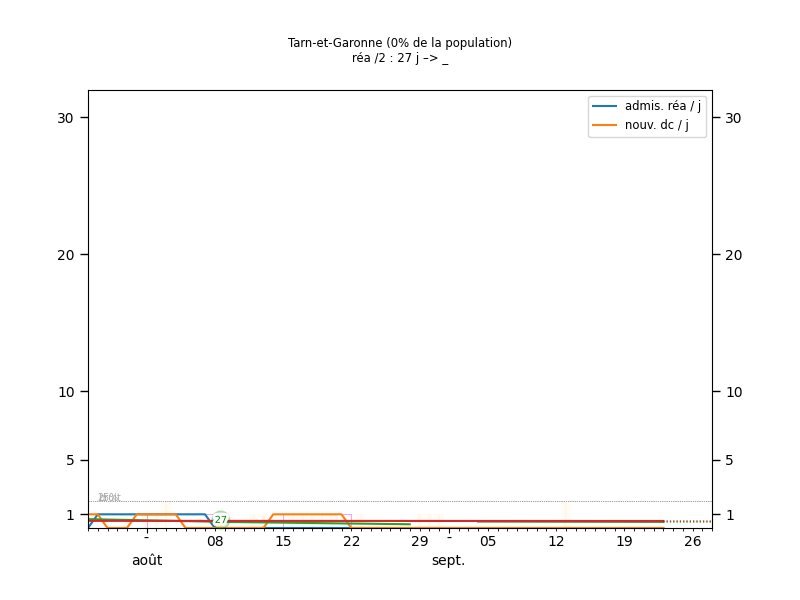 Tarn-et-Garonne (0% de la population)
réa /2 : 27 j –> _
admis. réa / j
nouv. dc / j
30 30
20 20
10 10
5 5
1 1
27
- 08 15 22 29 - 05 12 19 26
août sept.